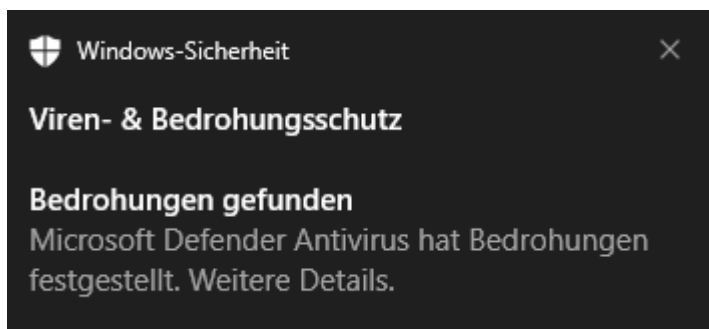 Windows-Sicherheit
Viren- & Bedrohungsschutz
Bedrohungen gefunden
Microsoft Defender Antivirus hat Bedrohungen
festgestellt. Weitere Details.